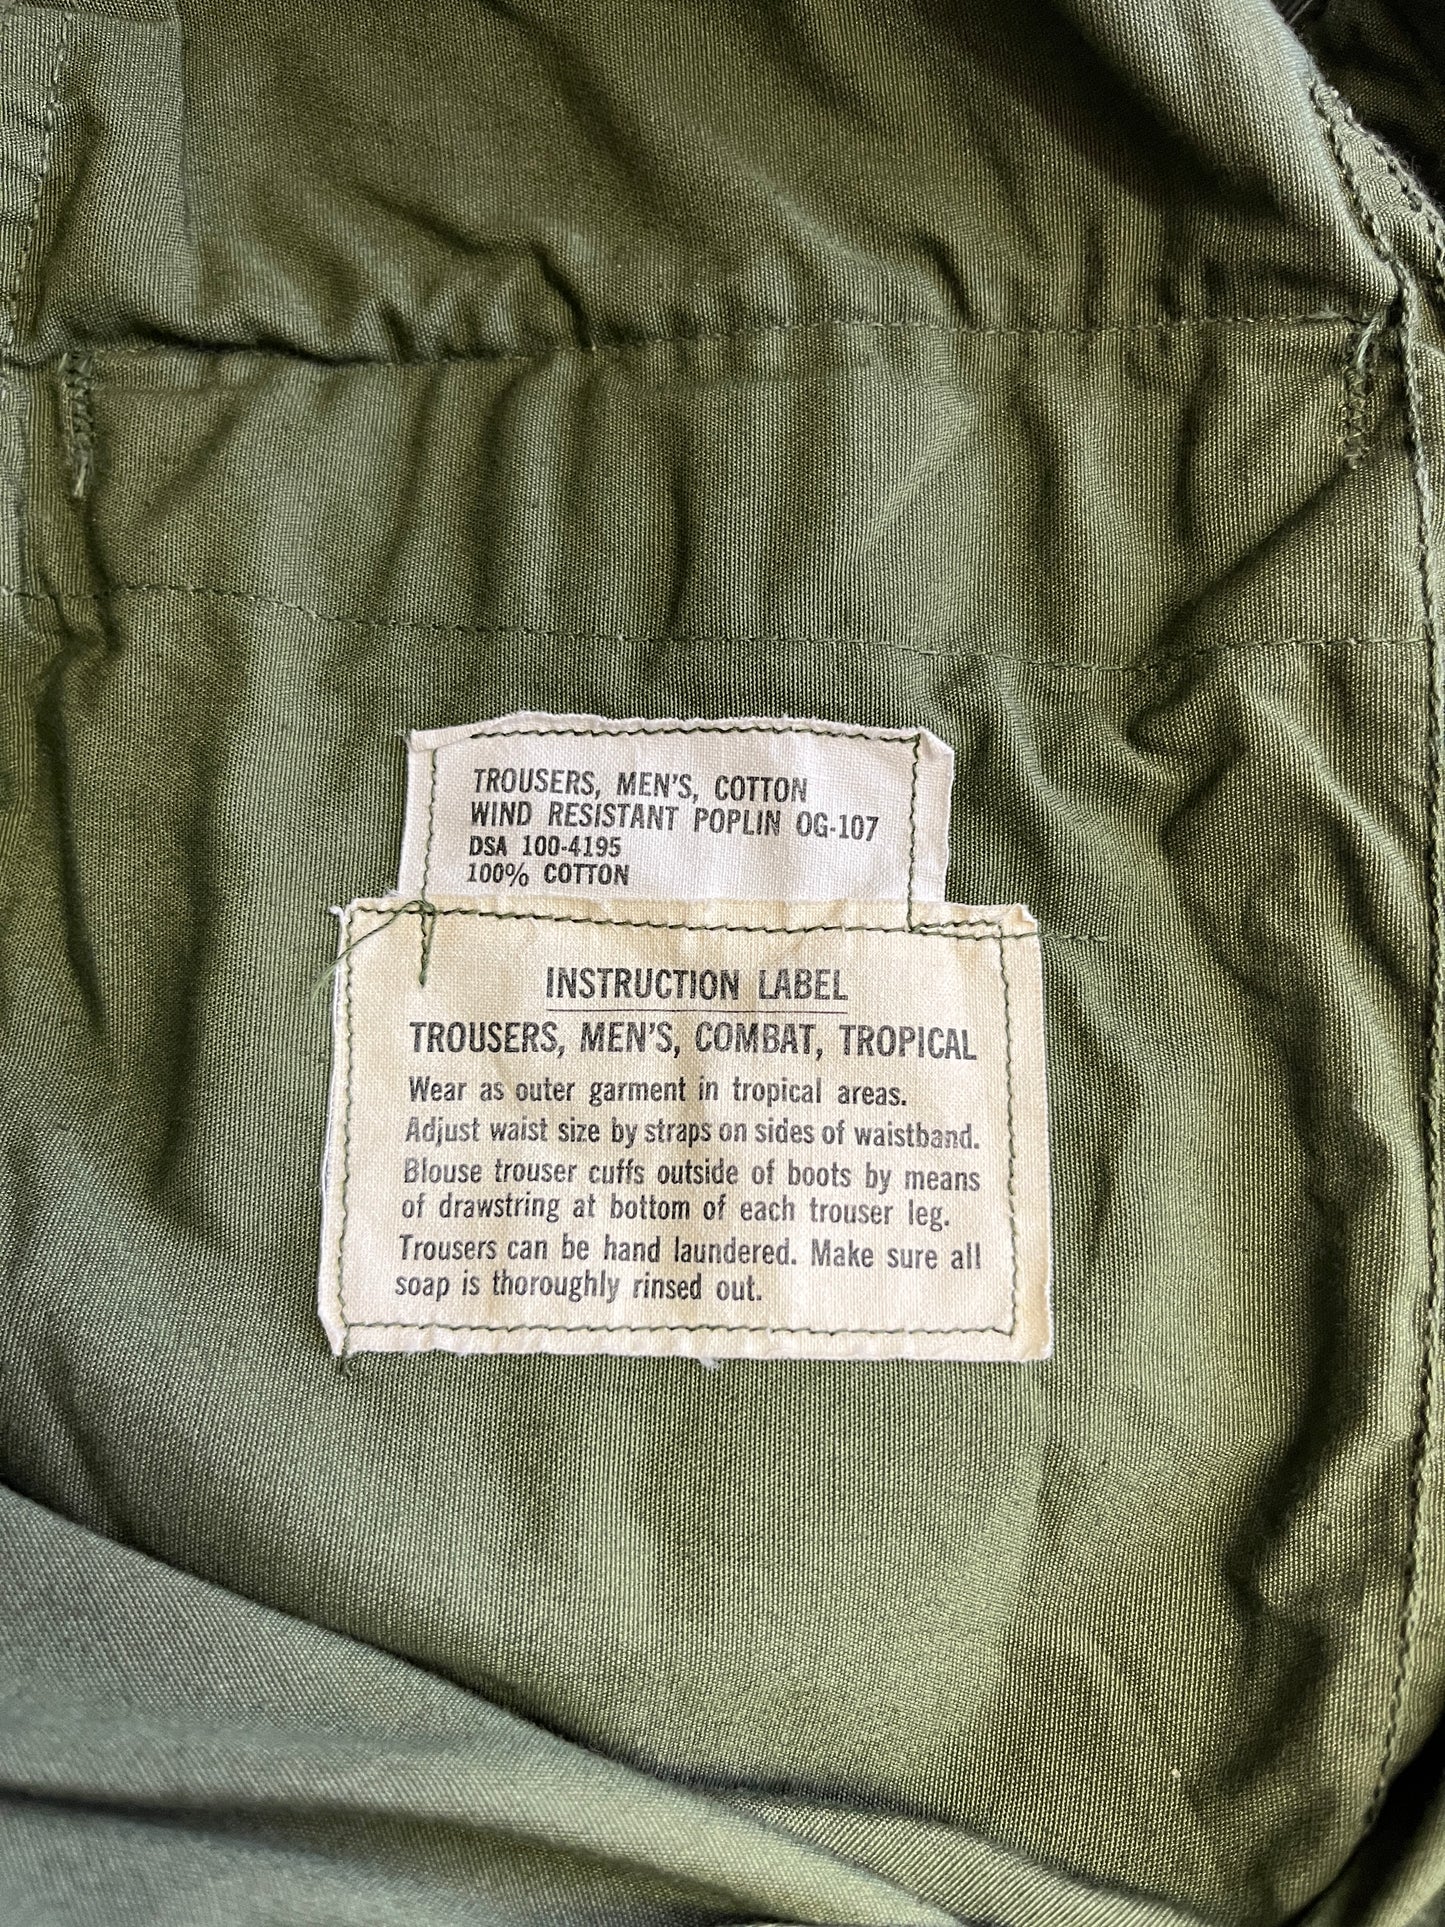 TROUSERS, MEN'S, COTTON
WIND RESISTANT POPLIN OG-107
DSA 100-4195
100% COTTON
INSTRUCTION LABEL
TROUSERS, MEN'S, COMBAT, TROPICAL
Wear as outer garment in tropical areas.
Adjust waist size by straps on sides of waistband.
Blouse trouser cuffs outside of boots by means
of drawstring at bottom of each trouser leg.
Trousers can be hand laundered. Make sure all
soap is thoroughly rinsed out.